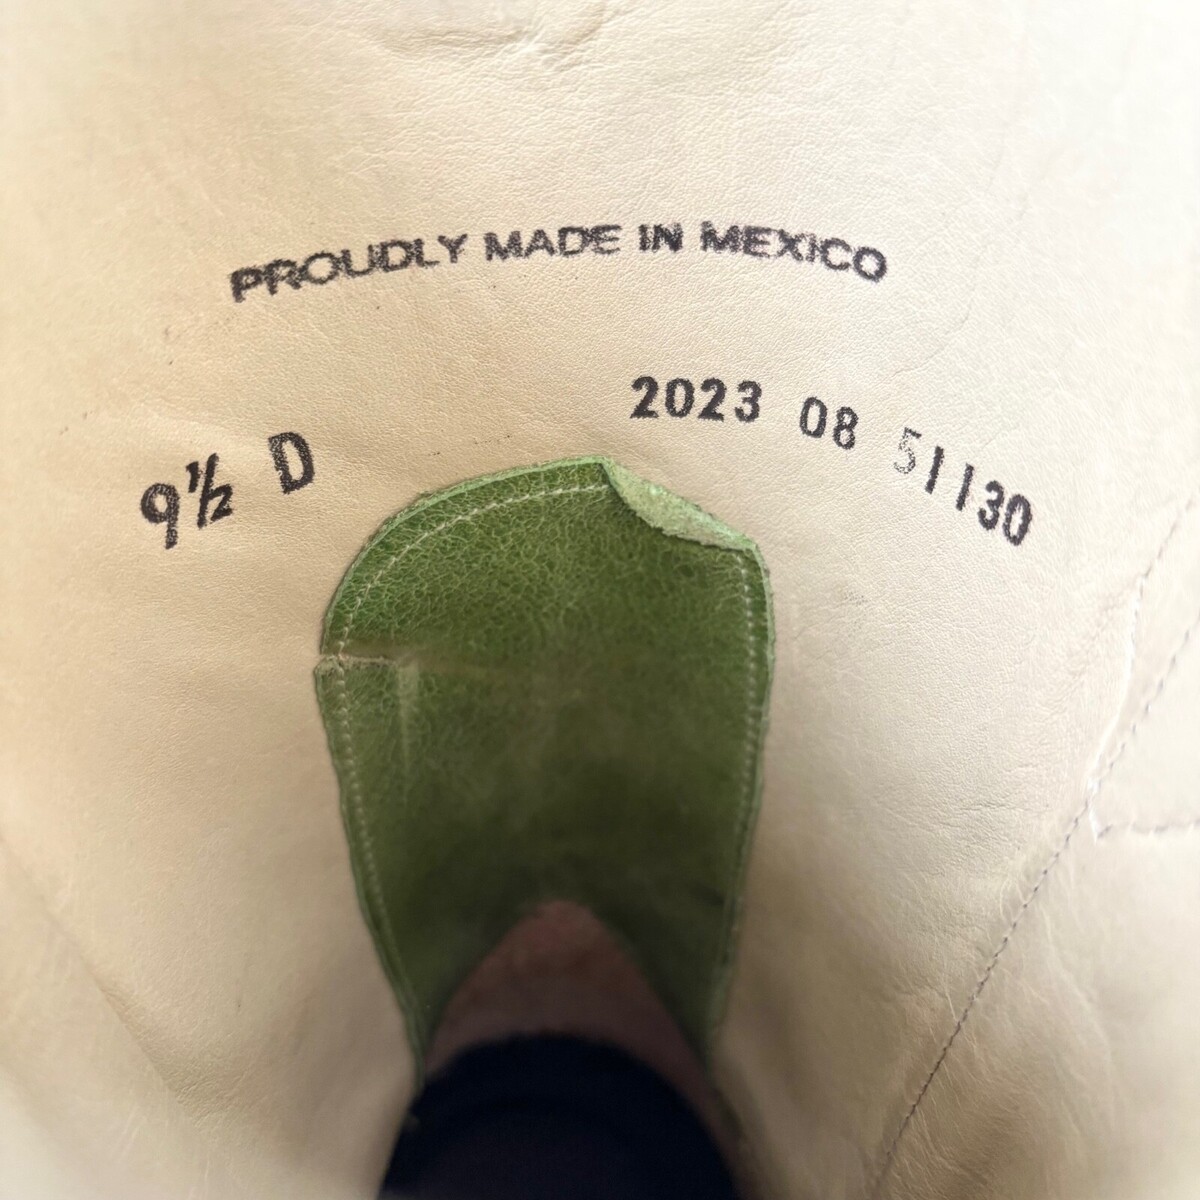 PROUDLY MADE IN MEXICO
9½ D
2023 08 51130